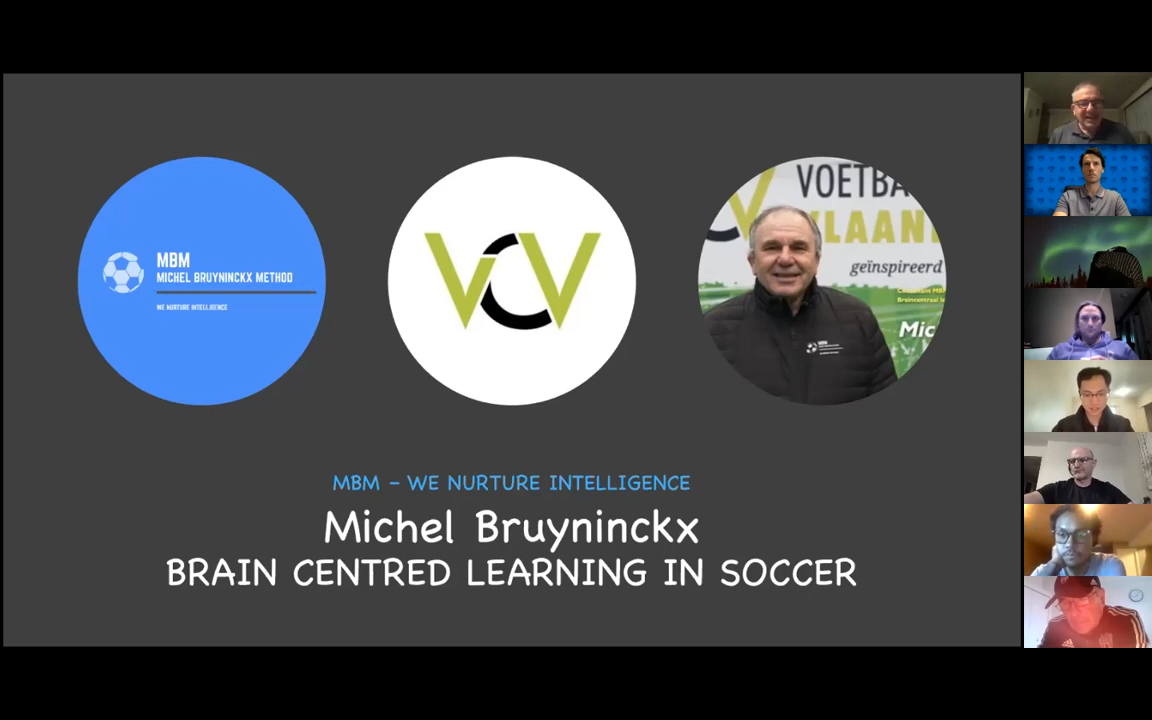 MBM
MICHEL BRUYNINCKX METHOD
WE NURTURE INTELLIGENCE
VCV
VOETBA
VLAAN
geïnspireerd
Mic
MBM – WE NURTURE INTELLIGENCE
Michel Bruyninckx
BRAIN CENTRED LEARNING IN SOCCER